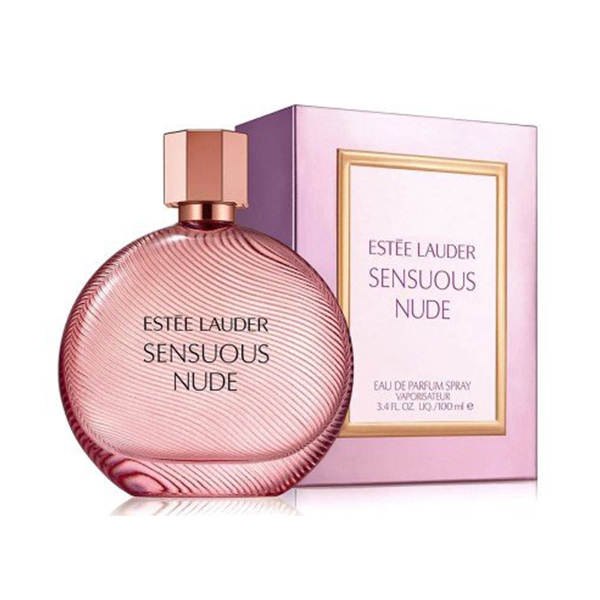 ESTĒE LAUDER
SENSUOUS
NUDE
ESTĒE LAUDER
SENSUOUS
NUDE
EAU DE PARFUM SPRAY
VAPORISATEUR
3.4 FL. OZ. LIQ./100 ml e